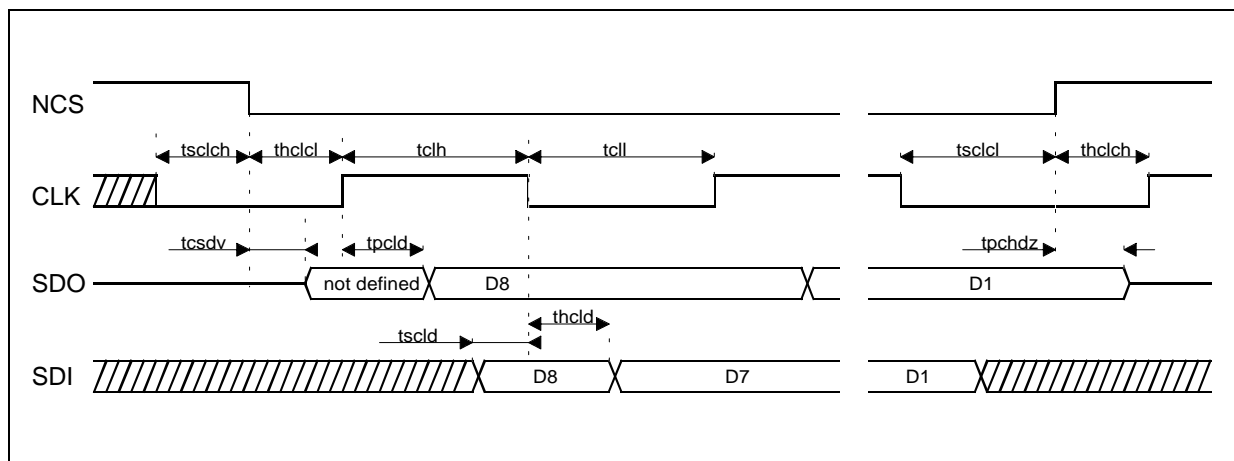 NCS
tsclch thclcl tclh tcll tsclcl thclch
CLK
tcsdv tpcld tpchdz
SDO not defined D8 D1
thcld
tscld
SDI D8 D7 D1